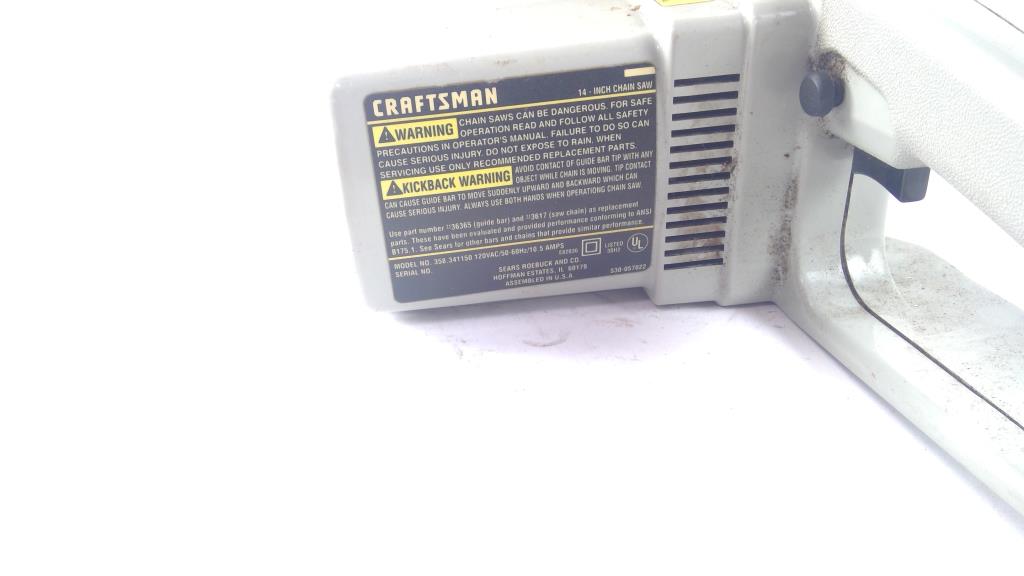 CRAFTSMAN 14 - INCH CHAIN SAW
WARNING CHAIN SAWS CAN BE DANGEROUS. FOR SAFE
OPERATION READ AND FOLLOW ALL SAFETY
PRECAUTIONS IN OPERATOR'S MANUAL. FAILURE TO DO SO CAN
CAUSE SERIOUS INJURY. DO NOT EXPOSE TO RAIN, WHEN
SERVICING USE ONLY RECOMMENDED REPLACEMENT PARTS.
KICKBACK WARNING AVOID CONTACT OF GUIDE BAR TIP WITH ANY
OBJECT WHILE CHAIN IS MOVING. TIP CONTACT
CAN CAUSE GUIDE BAR TO MOVE SUDDENLY UPWARD AND BACKWARD WHICH CAN
CAUSE SERIOUS INJURY. ALWAYS USE BOTH HANDS WHEN OPERATIONG CHAIN SAW.
Use part number 36365 (guide bar) and 3617 (saw chain) as replacement
parts. These have been evaluated and provided performance conforming to ANSI
B175.1. See Sears for other bars and chains that provide similar performance.
MODEL NO. 358.341150 120VAC/50-60Hz/10.5 AMPS
SERIAL NO.
LISTED
UL
SEARS ROEBUCK AND CO.
HOFFMAN ESTATES, IL 60179
ASSEMBLED IN U.S.A.
530-057022